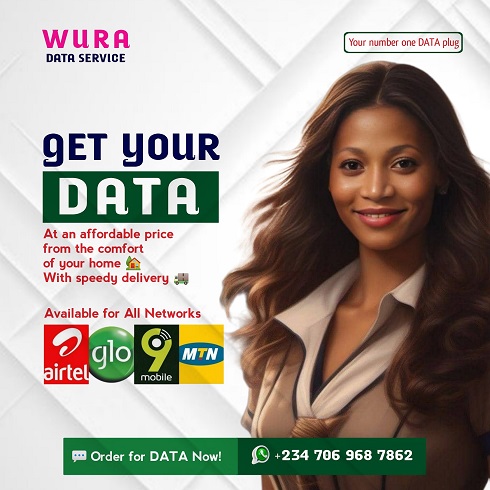 WURA
DATA SERVICE
Your number one DATA plug
GET YOUR
DATA
At an affordable price
from the comfort
of your home 🏡
With speedy delivery 🚚
Available for All Networks
airtel
glo
9
mobile
MTN
💬 Order for DATA Now!
+234 706 968 7862